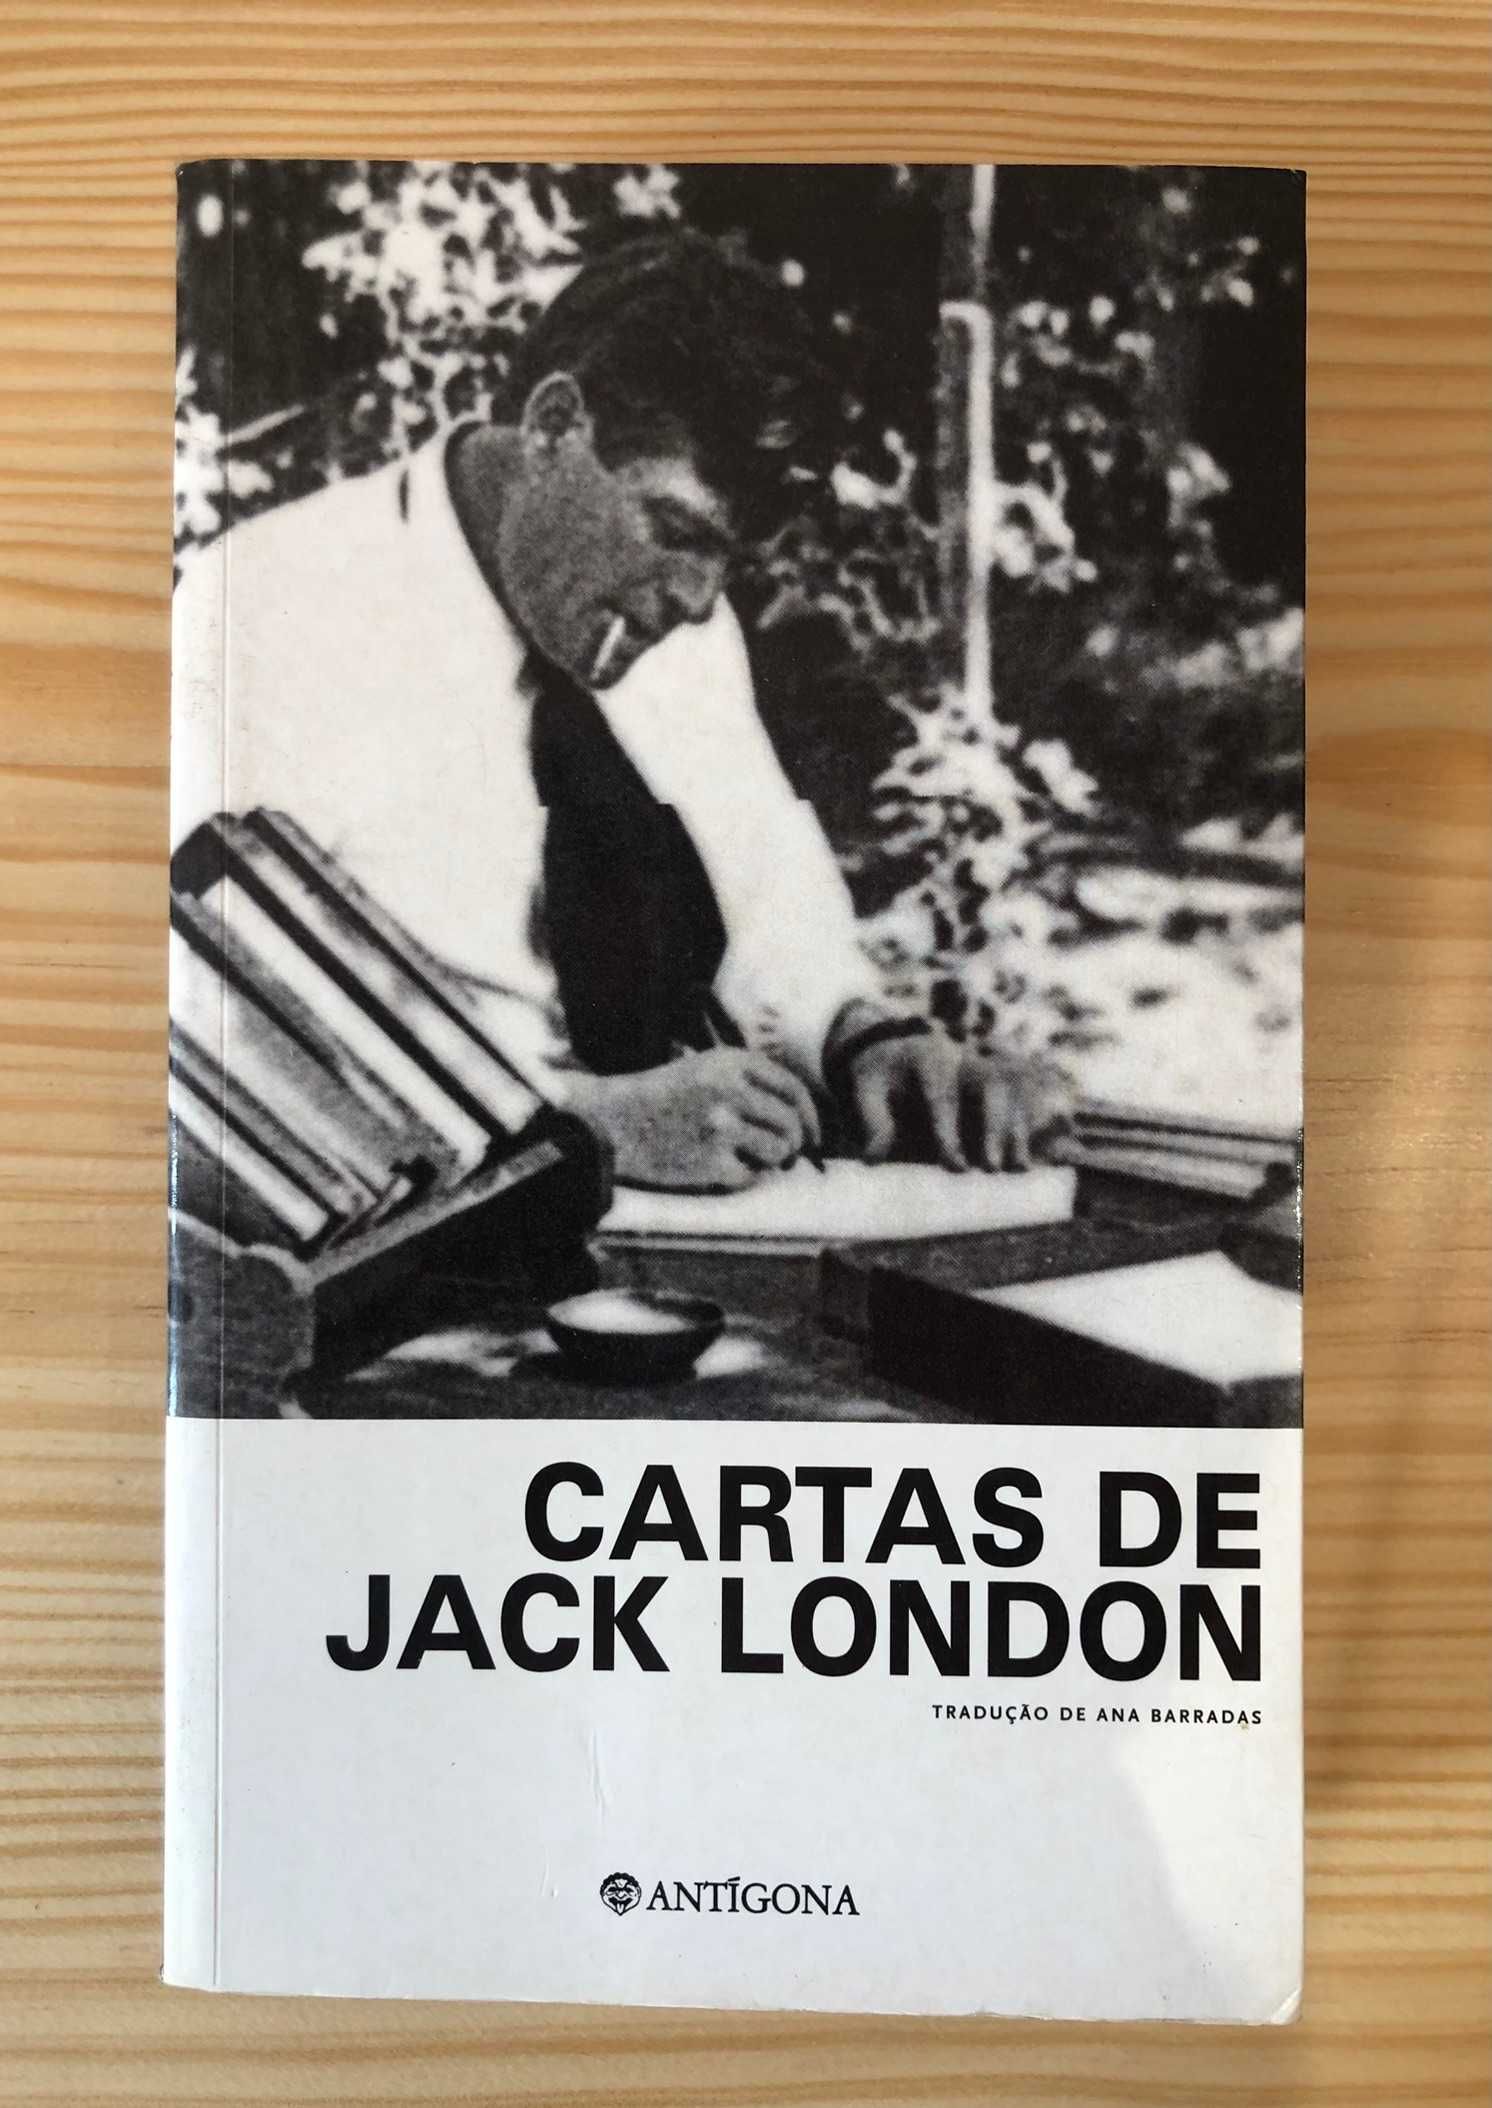 CARTAS DE
JACK LONDON
TRADUÇÃO DE ANA BARRADAS
ANTÍGONA